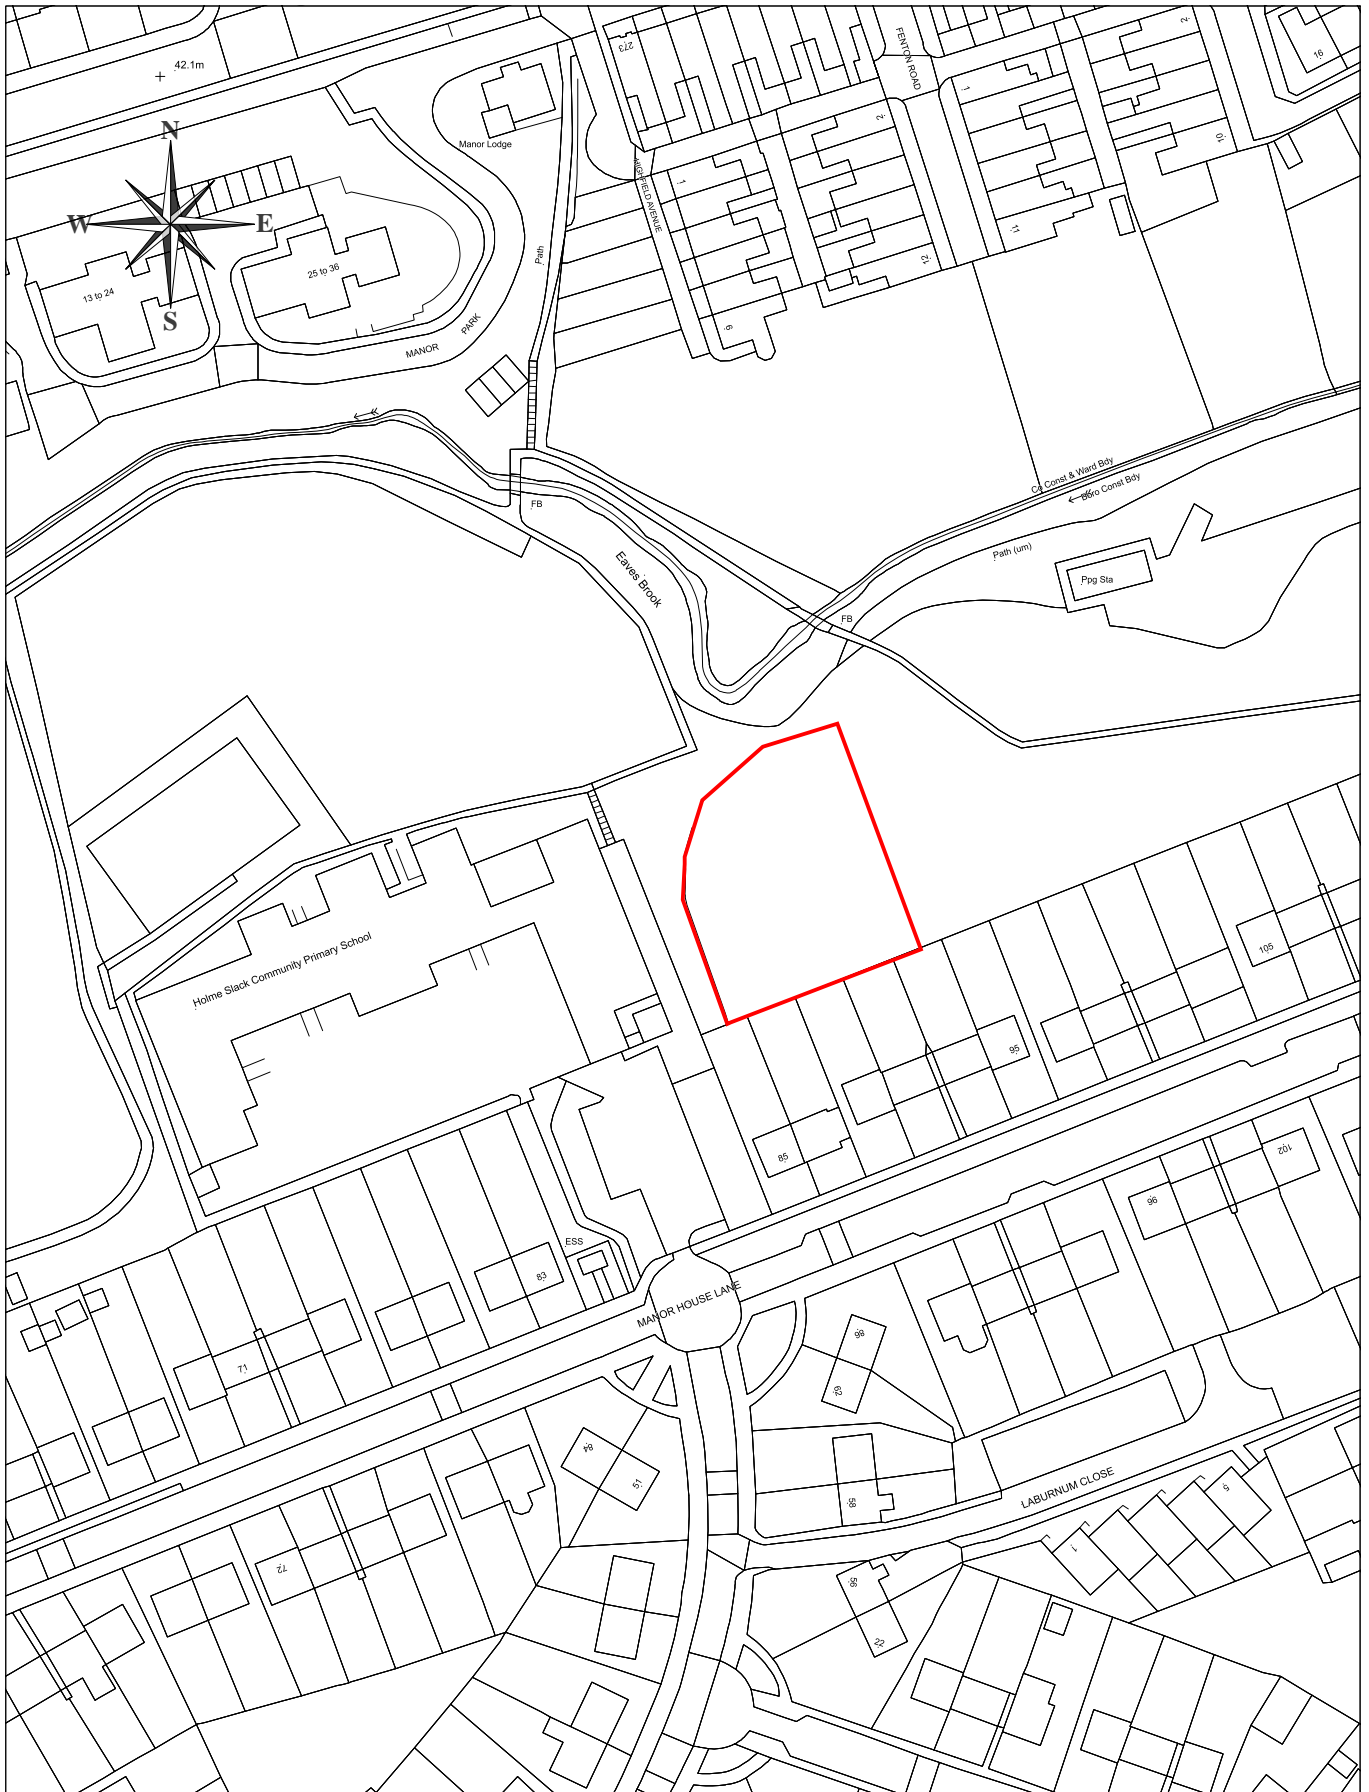 42.1m
273
FENTON ROAD
2
16
N
Manor Lodge
1
2
1
10
HIGHFIELD AVENUE
W
E
Path
11
25 to 36
12
13 to 24
S
9
PARK
MANOR
Co Const & Ward Bdy
Boro Const Bdy
FB
Path (um)
Eaves Brook
Ppg Sta
FB
Holme Slack Community Primary School
105
95
85
102
96
ESS
83
MANOR HOUSE LANE
86
71
62
84
51
LABURNUM CLOSE
5
58
1
72
56